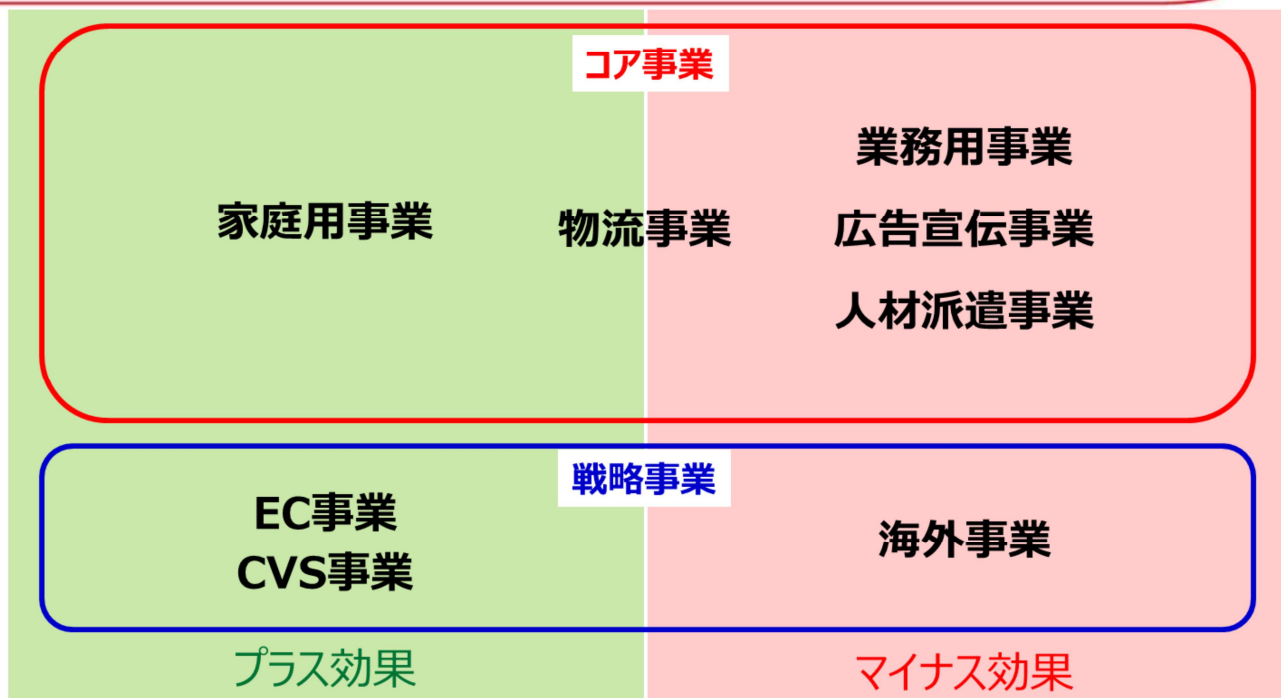 コア事業
業務用事業
家庭用事業
物流事業
広告宣伝事業
人材派遣事業
戦略事業
EC事業
CVS事業
海外事業
プラス効果
マイナス効果